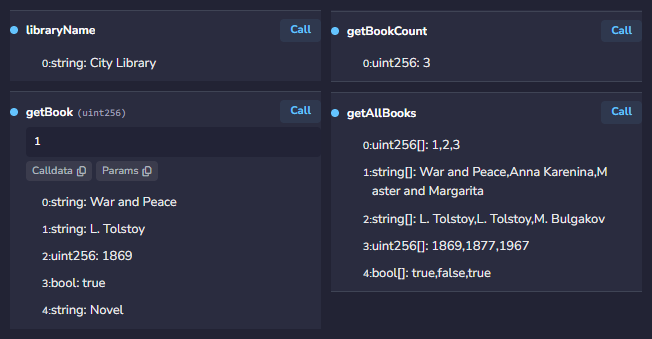 libraryName
Call
0:string: City Library
getBook (uint256)
Call
1
Calldata
Params
0:string: War and Peace
1:string: L. Tolstoy
2:uint256: 1869
3:bool: true
4:string: Novel
getBookCount
Call
0:uint256: 3
getAllBooks
Call
0:uint256[]: 1,2,3
1:string[]: War and Peace,Anna Karenina,M
aster and Margarita
2:string[]: L. Tolstoy,L. Tolstoy,M. Bulgakov
3:uint256[]: 1869,1877,1967
4:bool[]: true,false,true